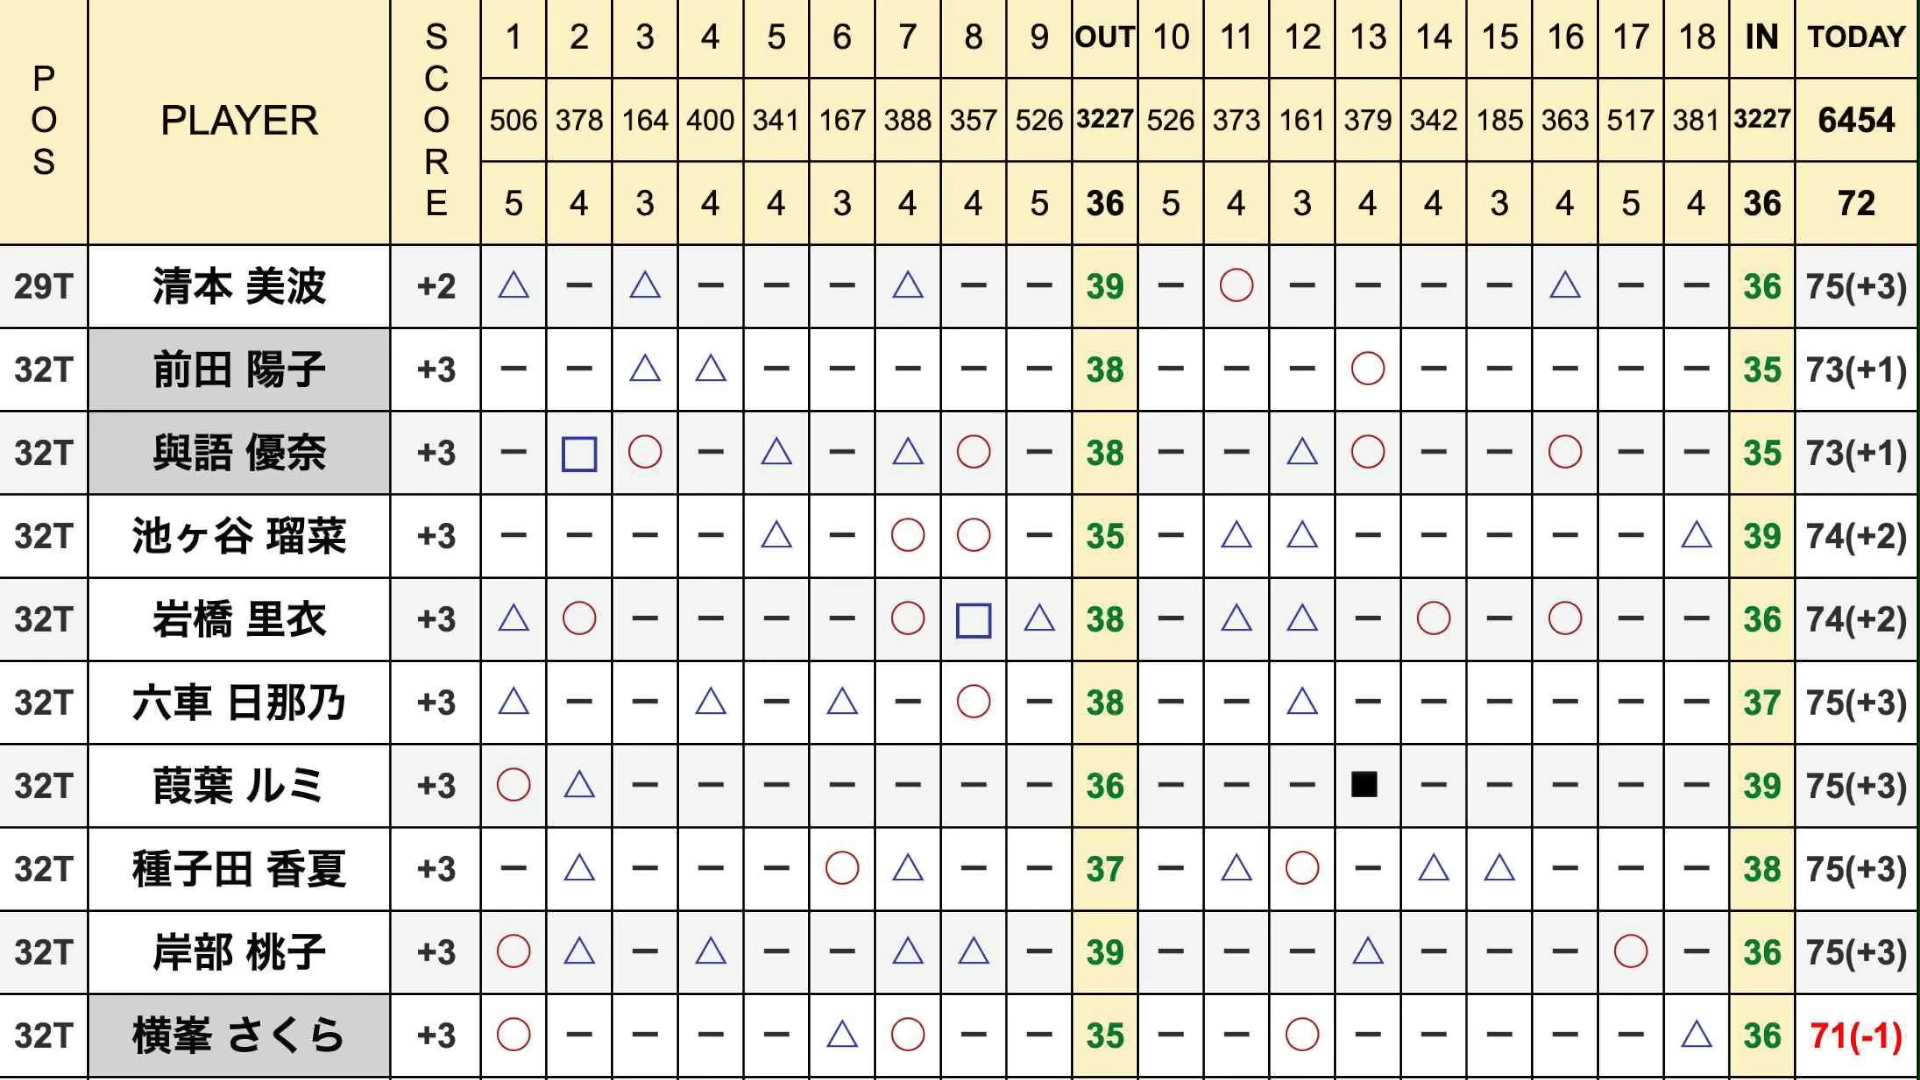 POS PLAYER SCORE 1 2 3 4 5 6 7 8 9 OUT 10 11 12 13 14 15 16 17 18 IN TODAY
506 378 164 400 341 167 388 357 526 3227 526 373 161 379 342 185 363 517 381 3227 6454
5 4 3 4 4 3 4 4 5 36 5 4 3 4 4 3 4 5 4 36 72
29T 清本 美波 +2 △ － △ － － － △ － － 39 － ○ － － － － △ － － 36 75(+3)
32T 前田 陽子 +3 － － △ △ － － － － － 38 － － － ○ － － － － － 35 73(+1)
32T 與語 優奈 +3 － □ ○ － △ － △ ○ － 38 － － △ ○ － － ○ － － 35 73(+1)
32T 池ヶ谷 瑠菜 +3 － － － － △ － ○ ○ － 35 － △ △ － － － － － △ 39 74(+2)
32T 岩橋 里衣 +3 △ ○ － － － － ○ □ △ 38 － △ △ － ○ － ○ － － 36 74(+2)
32T 六車 日那乃 +3 △ － － △ － △ － ○ － 38 － － △ － － － － － － 37 75(+3)
32T 葭葉 ルミ +3 ○ △ － － － － － － － 36 － － － ■ － － － － － 39 75(+3)
32T 種子田 香夏 +3 － △ － － － ○ △ － － 37 － △ ○ － △ △ － － － 38 75(+3)
32T 岸部 桃子 +3 ○ △ － △ － － △ △ － 39 － － － △ － － － ○ － 36 75(+3)
32T 横峯 さくら +3 ○ － － － － △ ○ － － 35 － － ○ － － － － － △ 36 71(-1)